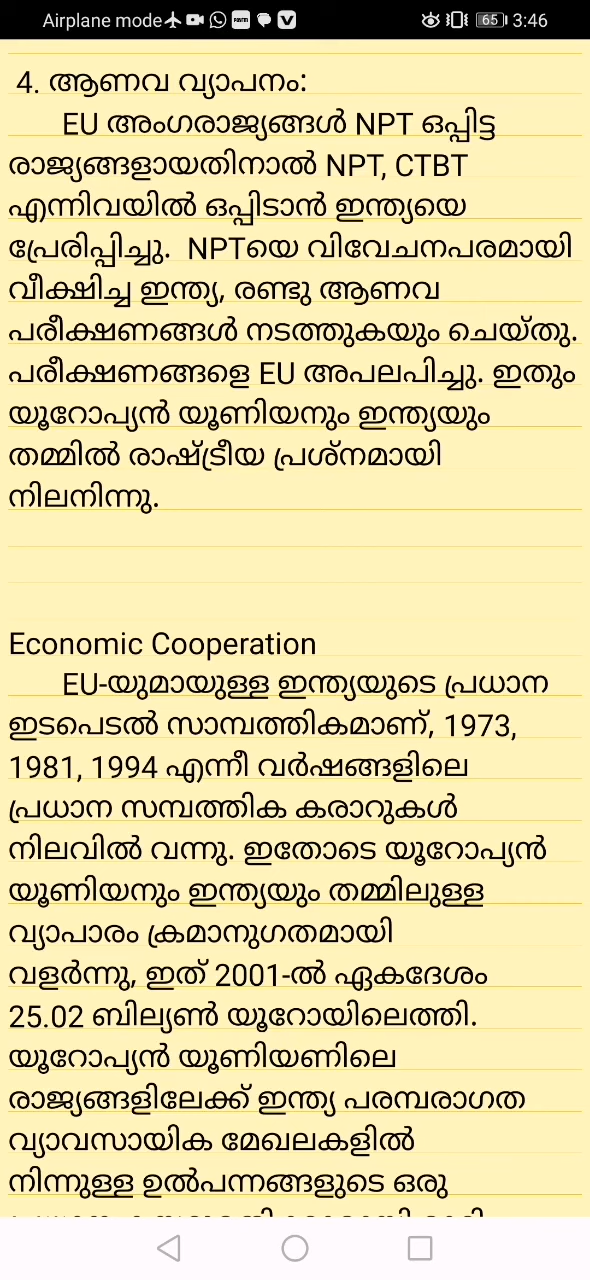 Airplane mode 65 3:46
4. ആണവ വ്യാപനം:
EU അംഗരാജ്യങ്ങൾ NPT ഒപ്പിട്ട
രാജ്യങ്ങളായതിനാൽ NPT, CTBT
എന്നിവയിൽ ഒപ്പിടാൻ ഇന്ത്യയെ
പ്രേരിപ്പിച്ചു. NPTയെ വിവേചനപരമായി
വീക്ഷിച്ച ഇന്ത്യ, രണ്ടു ആണവ
പരീക്ഷണങ്ങൾ നടത്തുകയും ചെയ്തു.
പരീക്ഷണങ്ങളെ EU അപലപിച്ചു. ഇതും
യൂറോപ്യൻ യൂണിയനും ഇന്ത്യയും
തമ്മിൽ രാഷ്ട്രീയ പ്രശ്നമായി
നിലനിന്നു.
Economic Cooperation
EU-യുമായുള്ള ഇന്ത്യയുടെ പ്രധാന
ഇടപെടൽ സാമ്പത്തികമാണ്, 1973,
1981, 1994 എന്നീ വർഷങ്ങളിലെ
പ്രധാന സമ്പത്തിക കരാറുകൾ
നിലവിൽ വന്നു. ഇതോടെ യൂറോപ്യൻ
യൂണിയനും ഇന്ത്യയും തമ്മിലുള്ള
വ്യാപാരം ക്രമാനുഗതമായി
വളർന്നു, ഇത് 2001-ൽ ഏകദേശം
25.02 ബില്യൺ യൂറോയിലെത്തി.
യൂറോപ്യൻ യൂണിയണിലെ
രാജ്യങ്ങളിലേക്ക് ഇന്ത്യ പരമ്പരാഗത
വ്യാവസായിക മേഖലകളിൽ
നിന്നുള്ള ഉൽപന്നങ്ങളുടെ ഒരു